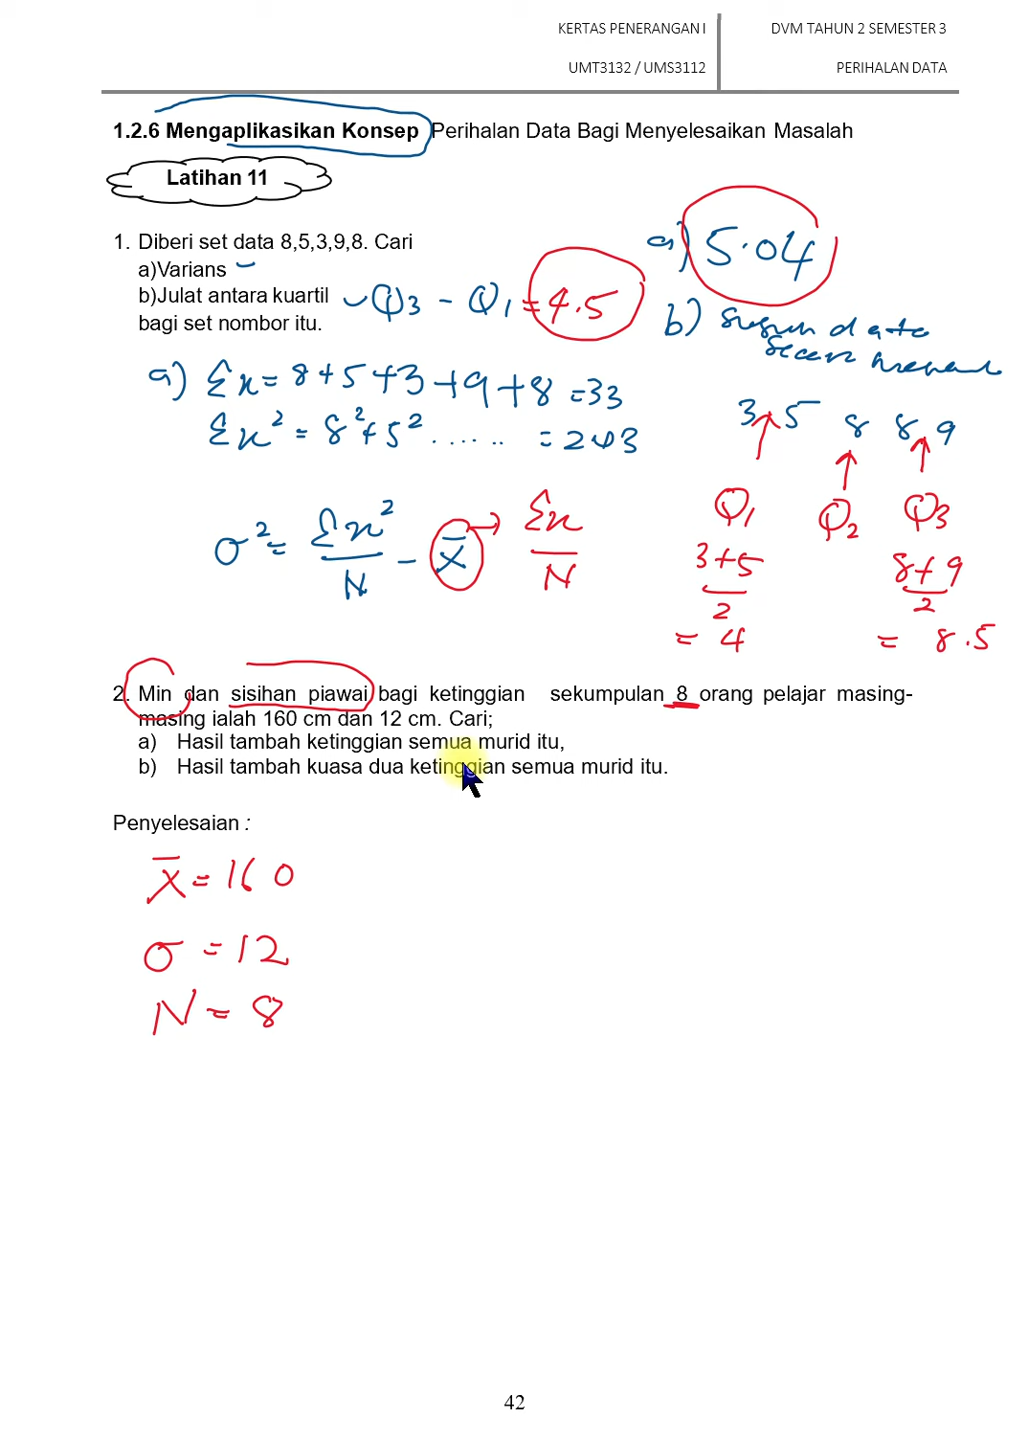 KERTAS PENERANGAN I DVM TAHUN 2 SEMESTER 3
UMT3132 / UMS3112 PERIHALAN DATA
1.2.6 Mengaplikasikan Konsep Perihalan Data Bagi Menyelesaikan Masalah
Latihan 11
1. Diberi set data 8,5,3,9,8. Cari
a)Varians
b)Julat antara kuartil
bagi set nombor itu.
Q3 - Q1 = 4.5
a) 5.04
b) susun data
secara
a) Σx = 8+5+3+9+8 = 33
Σx² = 8²+5² ...... = 243
3 5 8 8 9
σ² = Σx²/N - x̄ → Σx/N
Q1 Q2 Q3
3+5/2 8+9/2
= 4 = 8.5
2. Min dan sisihan piawai bagi ketinggian sekumpulan 8 orang pelajar masing-
masing ialah 160 cm dan 12 cm. Cari;
a) Hasil tambah ketinggian semua murid itu,
b) Hasil tambah kuasa dua ketinggian semua murid itu.
Penyelesaian :
x̄ = 160
σ = 12
N = 8
42